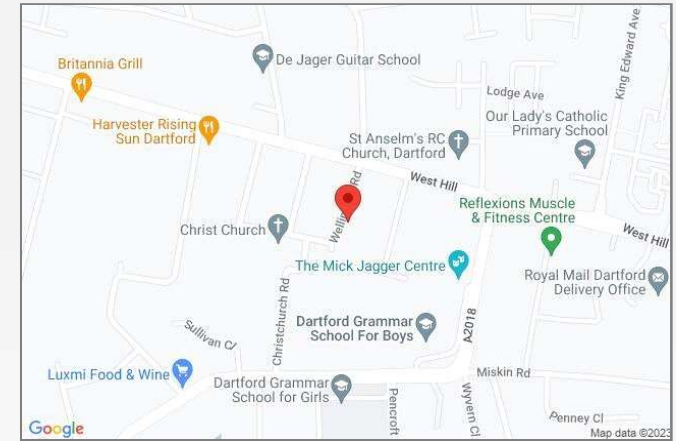 King Edward Ave
Britannia Grill
De Jager Guitar School
Lodge Ave
Our Lady's Catholic
Primary School
Harvester Rising
Sun Dartford
St Anselm's RC
Church, Dartford
West Hill
Rd
Reflexions Muscle
& Fitness Centre
Christ Church
West Hill
The Mick Jagger Centre
Royal Mail Dartford
Delivery Office
Christchurch Rd
Sullivan Cl
Dartford Grammar
School For Boys
A2018
Luxmi Food & Wine
Dartford Grammar
School for Girls
Miskin Rd
Pencroft
Wyvern Cl
Penney Cl
Google
Map data ©2023